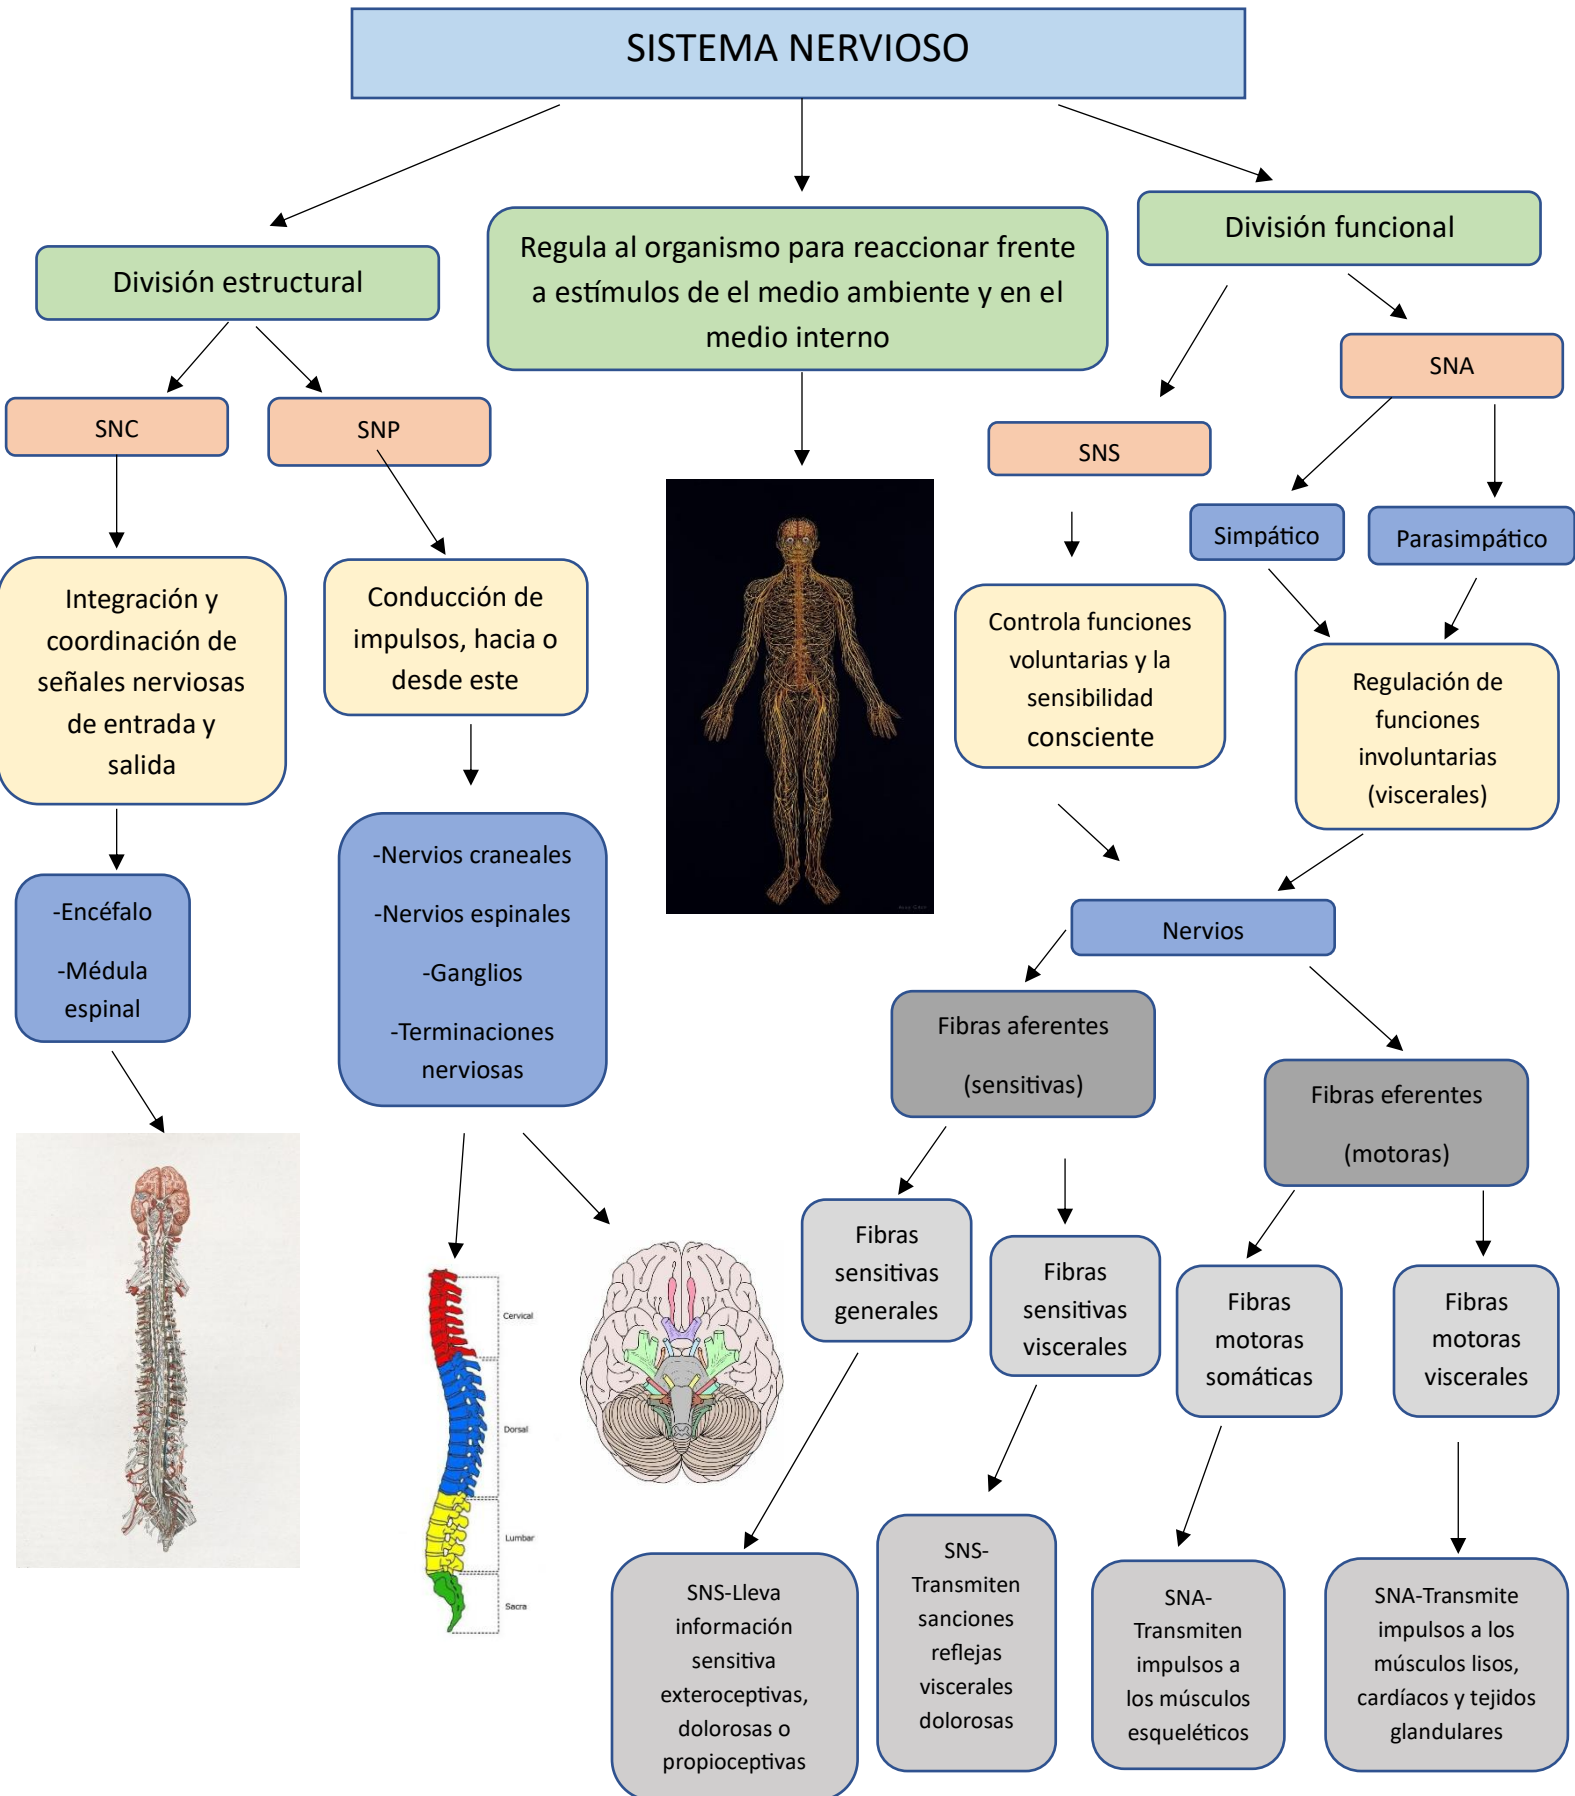 SISTEMA NERVIOSO
División estructural
Regula al organismo para reaccionar frente
a estímulos de el medio ambiente y en el
medio interno
División funcional
SNC
SNP
SNS
SNA
Simpático
Parasimpático
Integración y
coordinación de
señales nerviosas
de entrada y
salida
Conducción de
impulsos, hacia o
desde este
Controla funciones
voluntarias y la
sensibilidad
consciente
Regulación de
funciones
involuntarias
(viscerales)
-Encéfalo
-Médula
espinal
-Nervios craneales
-Nervios espinales
-Ganglios
-Terminaciones
nerviosas
Nervios
Fibras aferentes
(sensitivas)
Fibras eferentes
(motoras)
Cervical
Dorsal
Lumbar
Sacra
Fibras
sensitivas
generales
Fibras
sensitivas
viscerales
Fibras
motoras
somáticas
Fibras
motoras
viscerales
SNS-Lleva
información
sensitiva
exteroceptivas,
dolorosas o
propioceptivas
SNS-
Transmiten
sanciones
reflejas
viscerales
dolorosas
SNA-
Transmiten
impulsos a
los músculos
esqueléticos
SNA-Transmite
impulsos a los
músculos lisos,
cardíacos y tejidos
glandulares